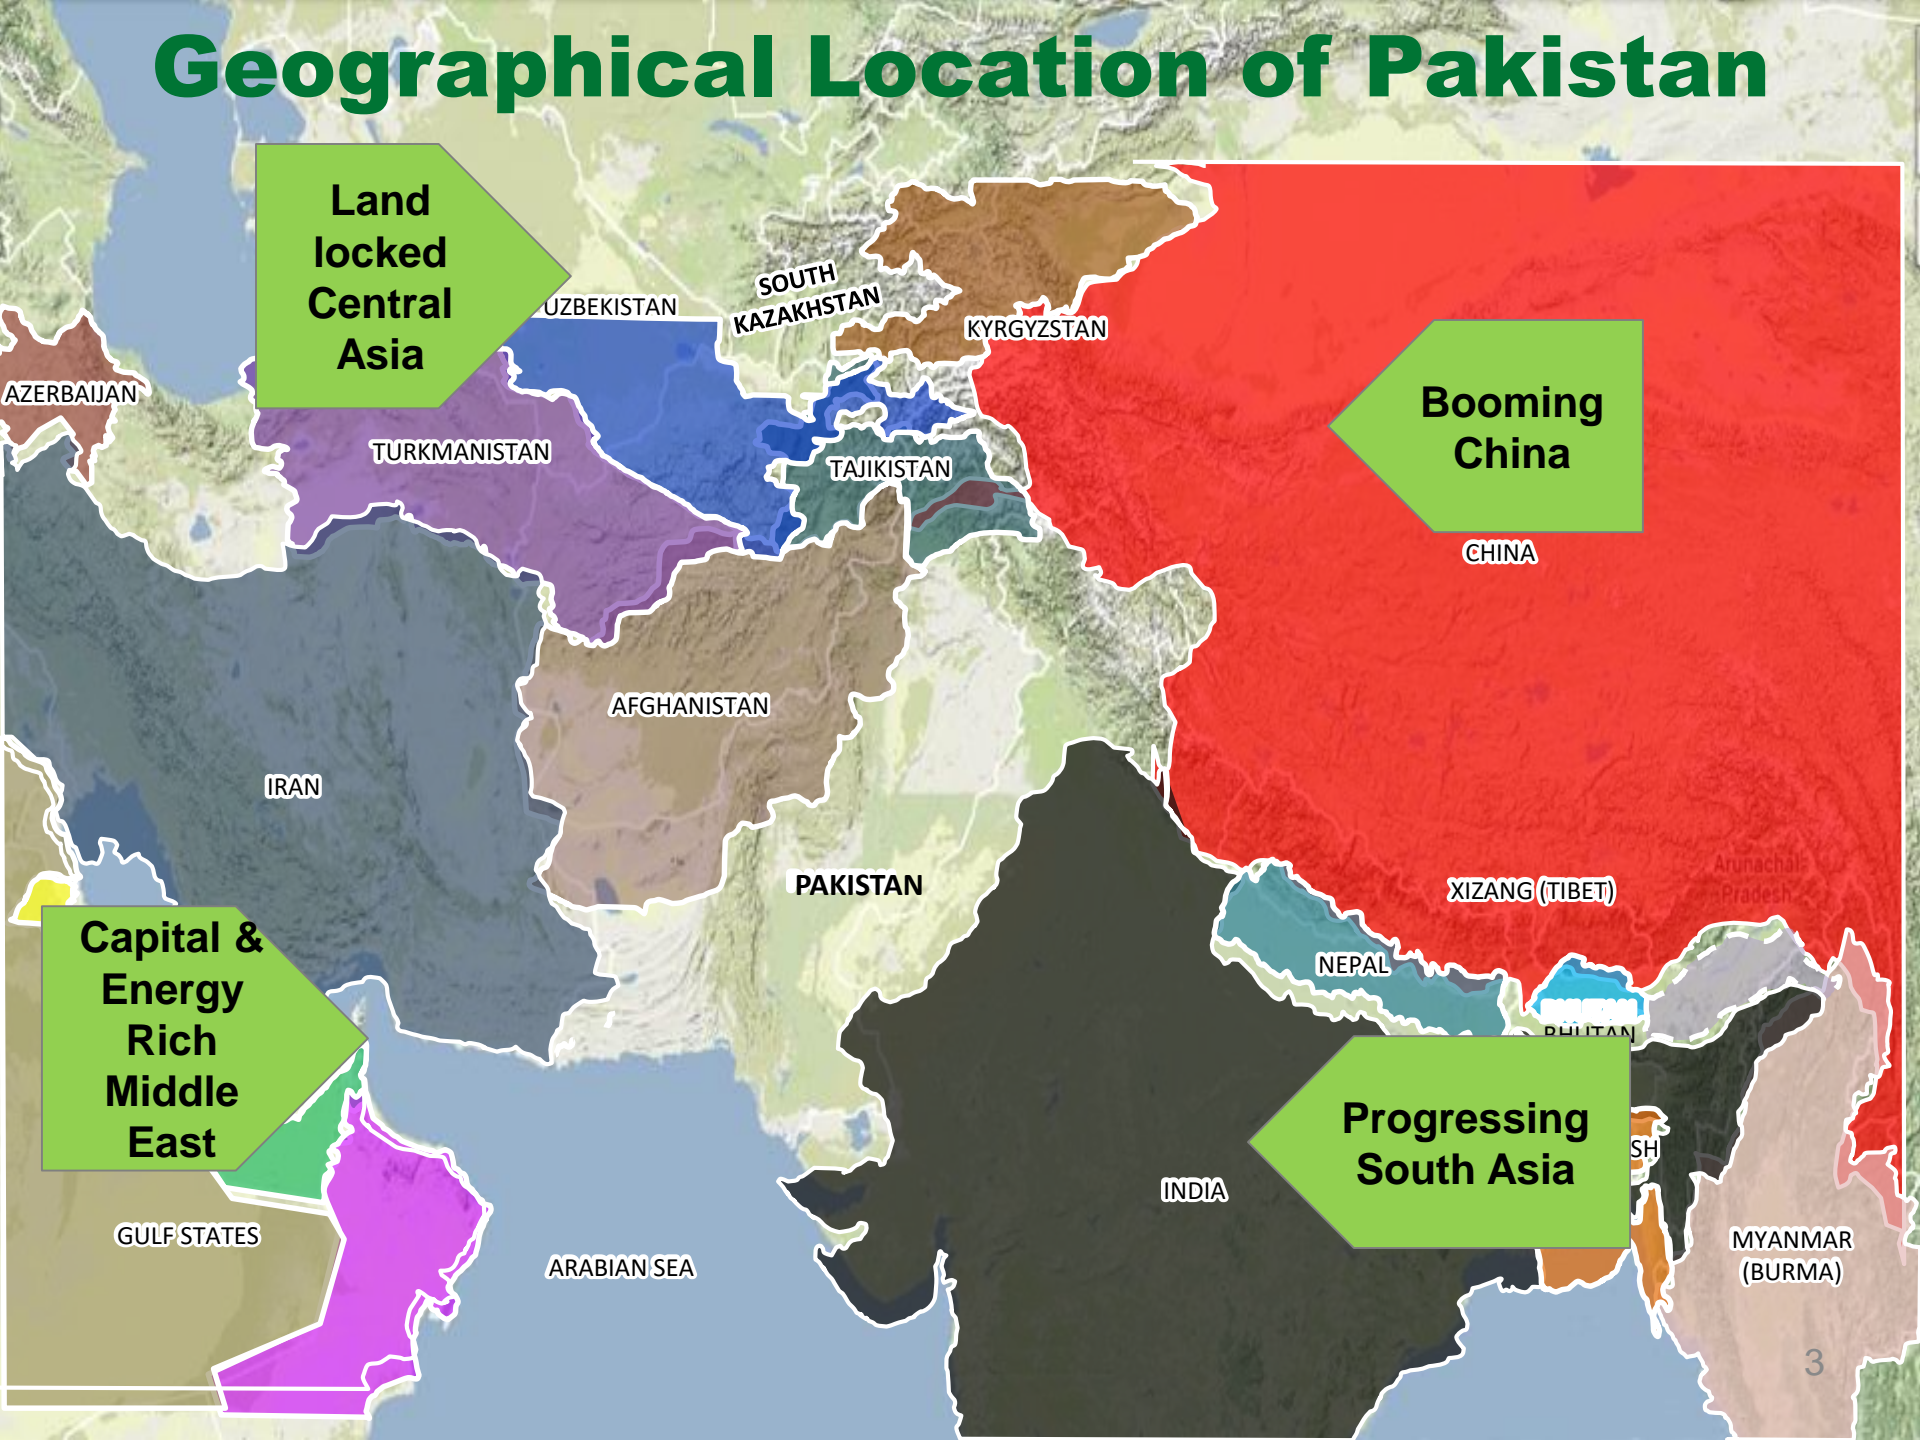 Geographical Location of Pakistan
Land
locked
Central
Asia
UZBEKISTAN
SOUTH
KAZAKHSTAN
KYRGYZSTAN
AZERBAIJAN
TURKMANISTAN
TAJIKISTAN
Booming
China
CHINA
AFGHANISTAN
IRAN
PAKISTAN
Arunachal
Pradesh
XIZANG (TIBET)
NEPAL
BHUTAN
Capital &
Energy
Rich
Middle
East
Progressing
South Asia
SH
INDIA
GULF STATES
ARABIAN SEA
MYANMAR
(BURMA)
3